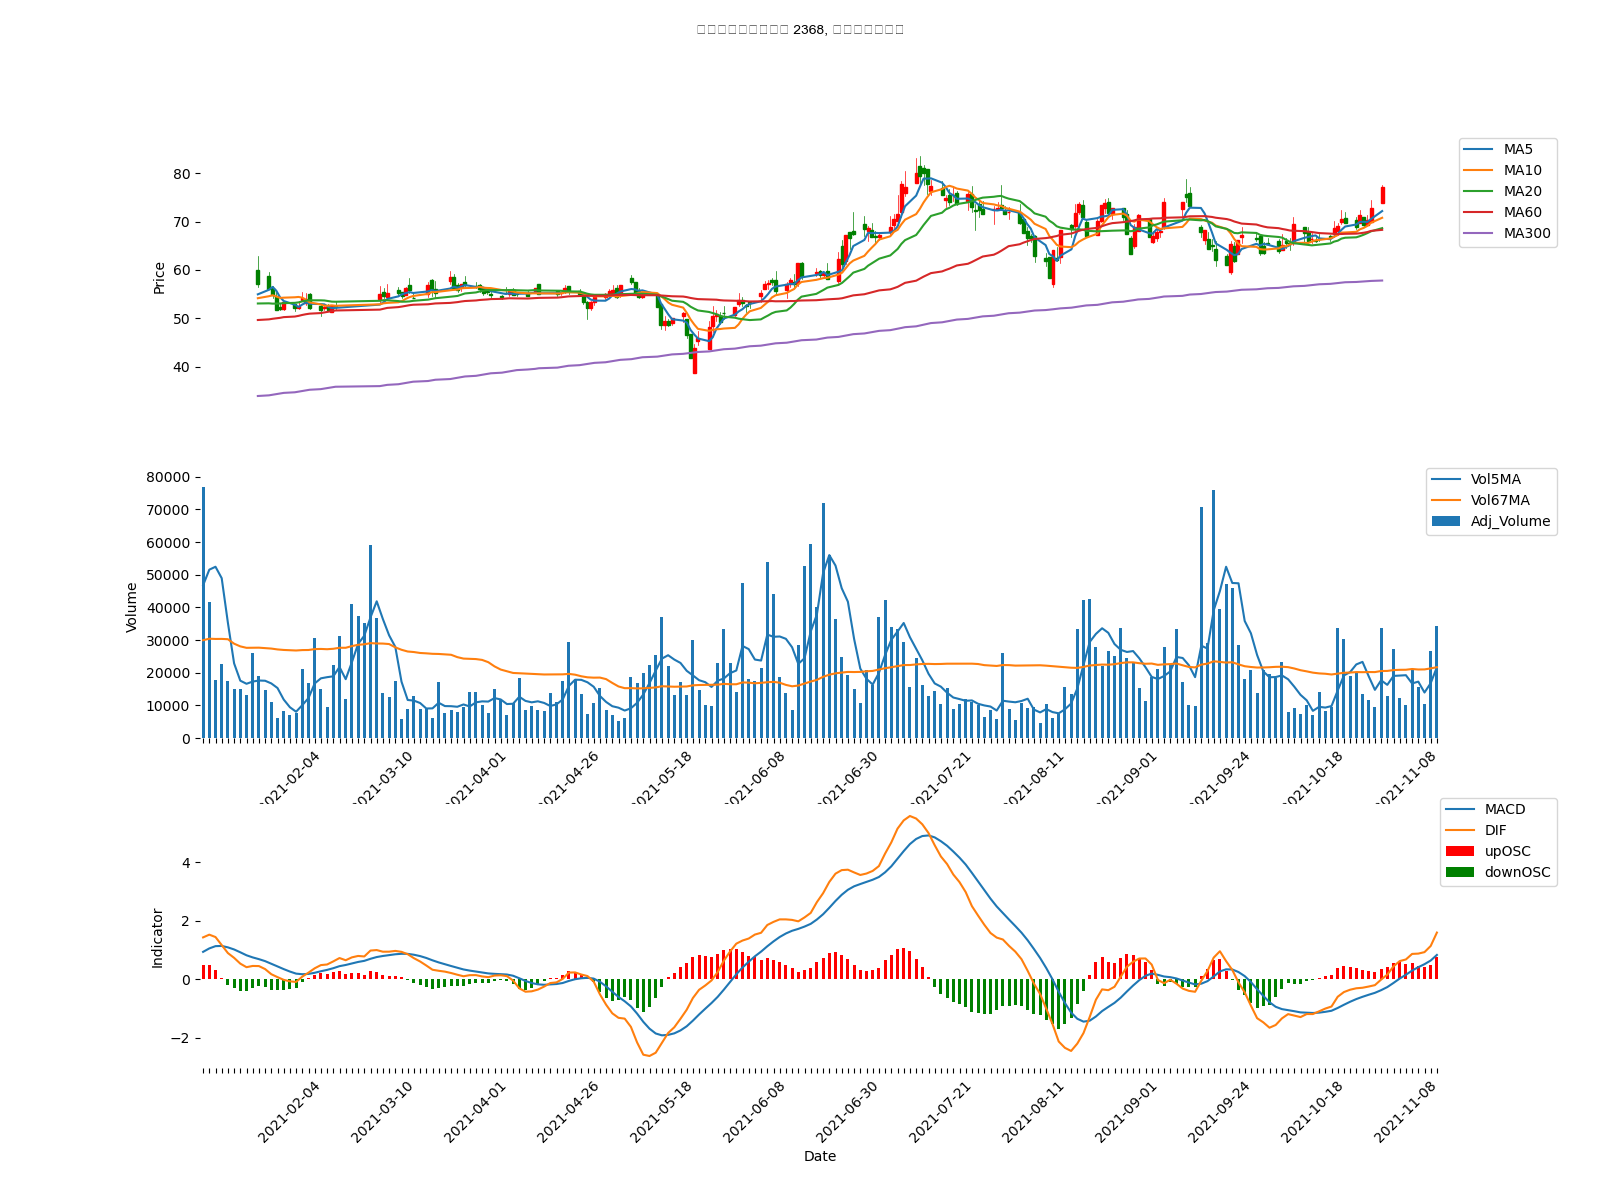 2368,
MA5
MA10
MA20
MA60
MA300
Price
80
70
60
50
40
Vol5MA
Vol67MA
Adj_Volume
Volume
80000
70000
60000
50000
40000
30000
20000
10000
0
2021-02-04 2021-03-10 2021-04-01 2021-04-26 2021-05-18 2021-06-08 2021-06-30 2021-07-21 2021-08-11 2021-09-01 2021-09-24 2021-10-18 2021-11-08
MACD
DIF
upOSC
downOSC
Indicator
4
2
0
−2
2021-02-04 2021-03-10 2021-04-01 2021-04-26 2021-05-18 2021-06-08 2021-06-30 2021-07-21 2021-08-11 2021-09-01 2021-09-24 2021-10-18 2021-11-08
Date